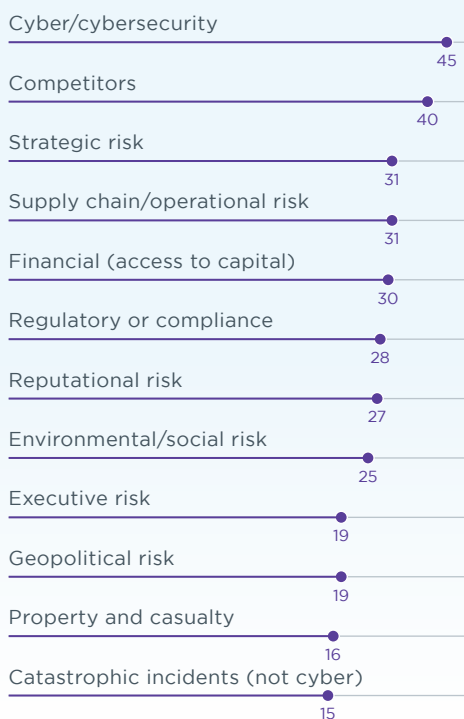 Cyber/cybersecurity
45
Competitors
40
Strategic risk
31
Supply chain/operational risk
31
Financial (access to capital)
30
Regulatory or compliance
28
Reputational risk
27
Environmental/social risk
25
Executive risk
19
Geopolitical risk
19
Property and casualty
16
Catastrophic incidents (not cyber)
15